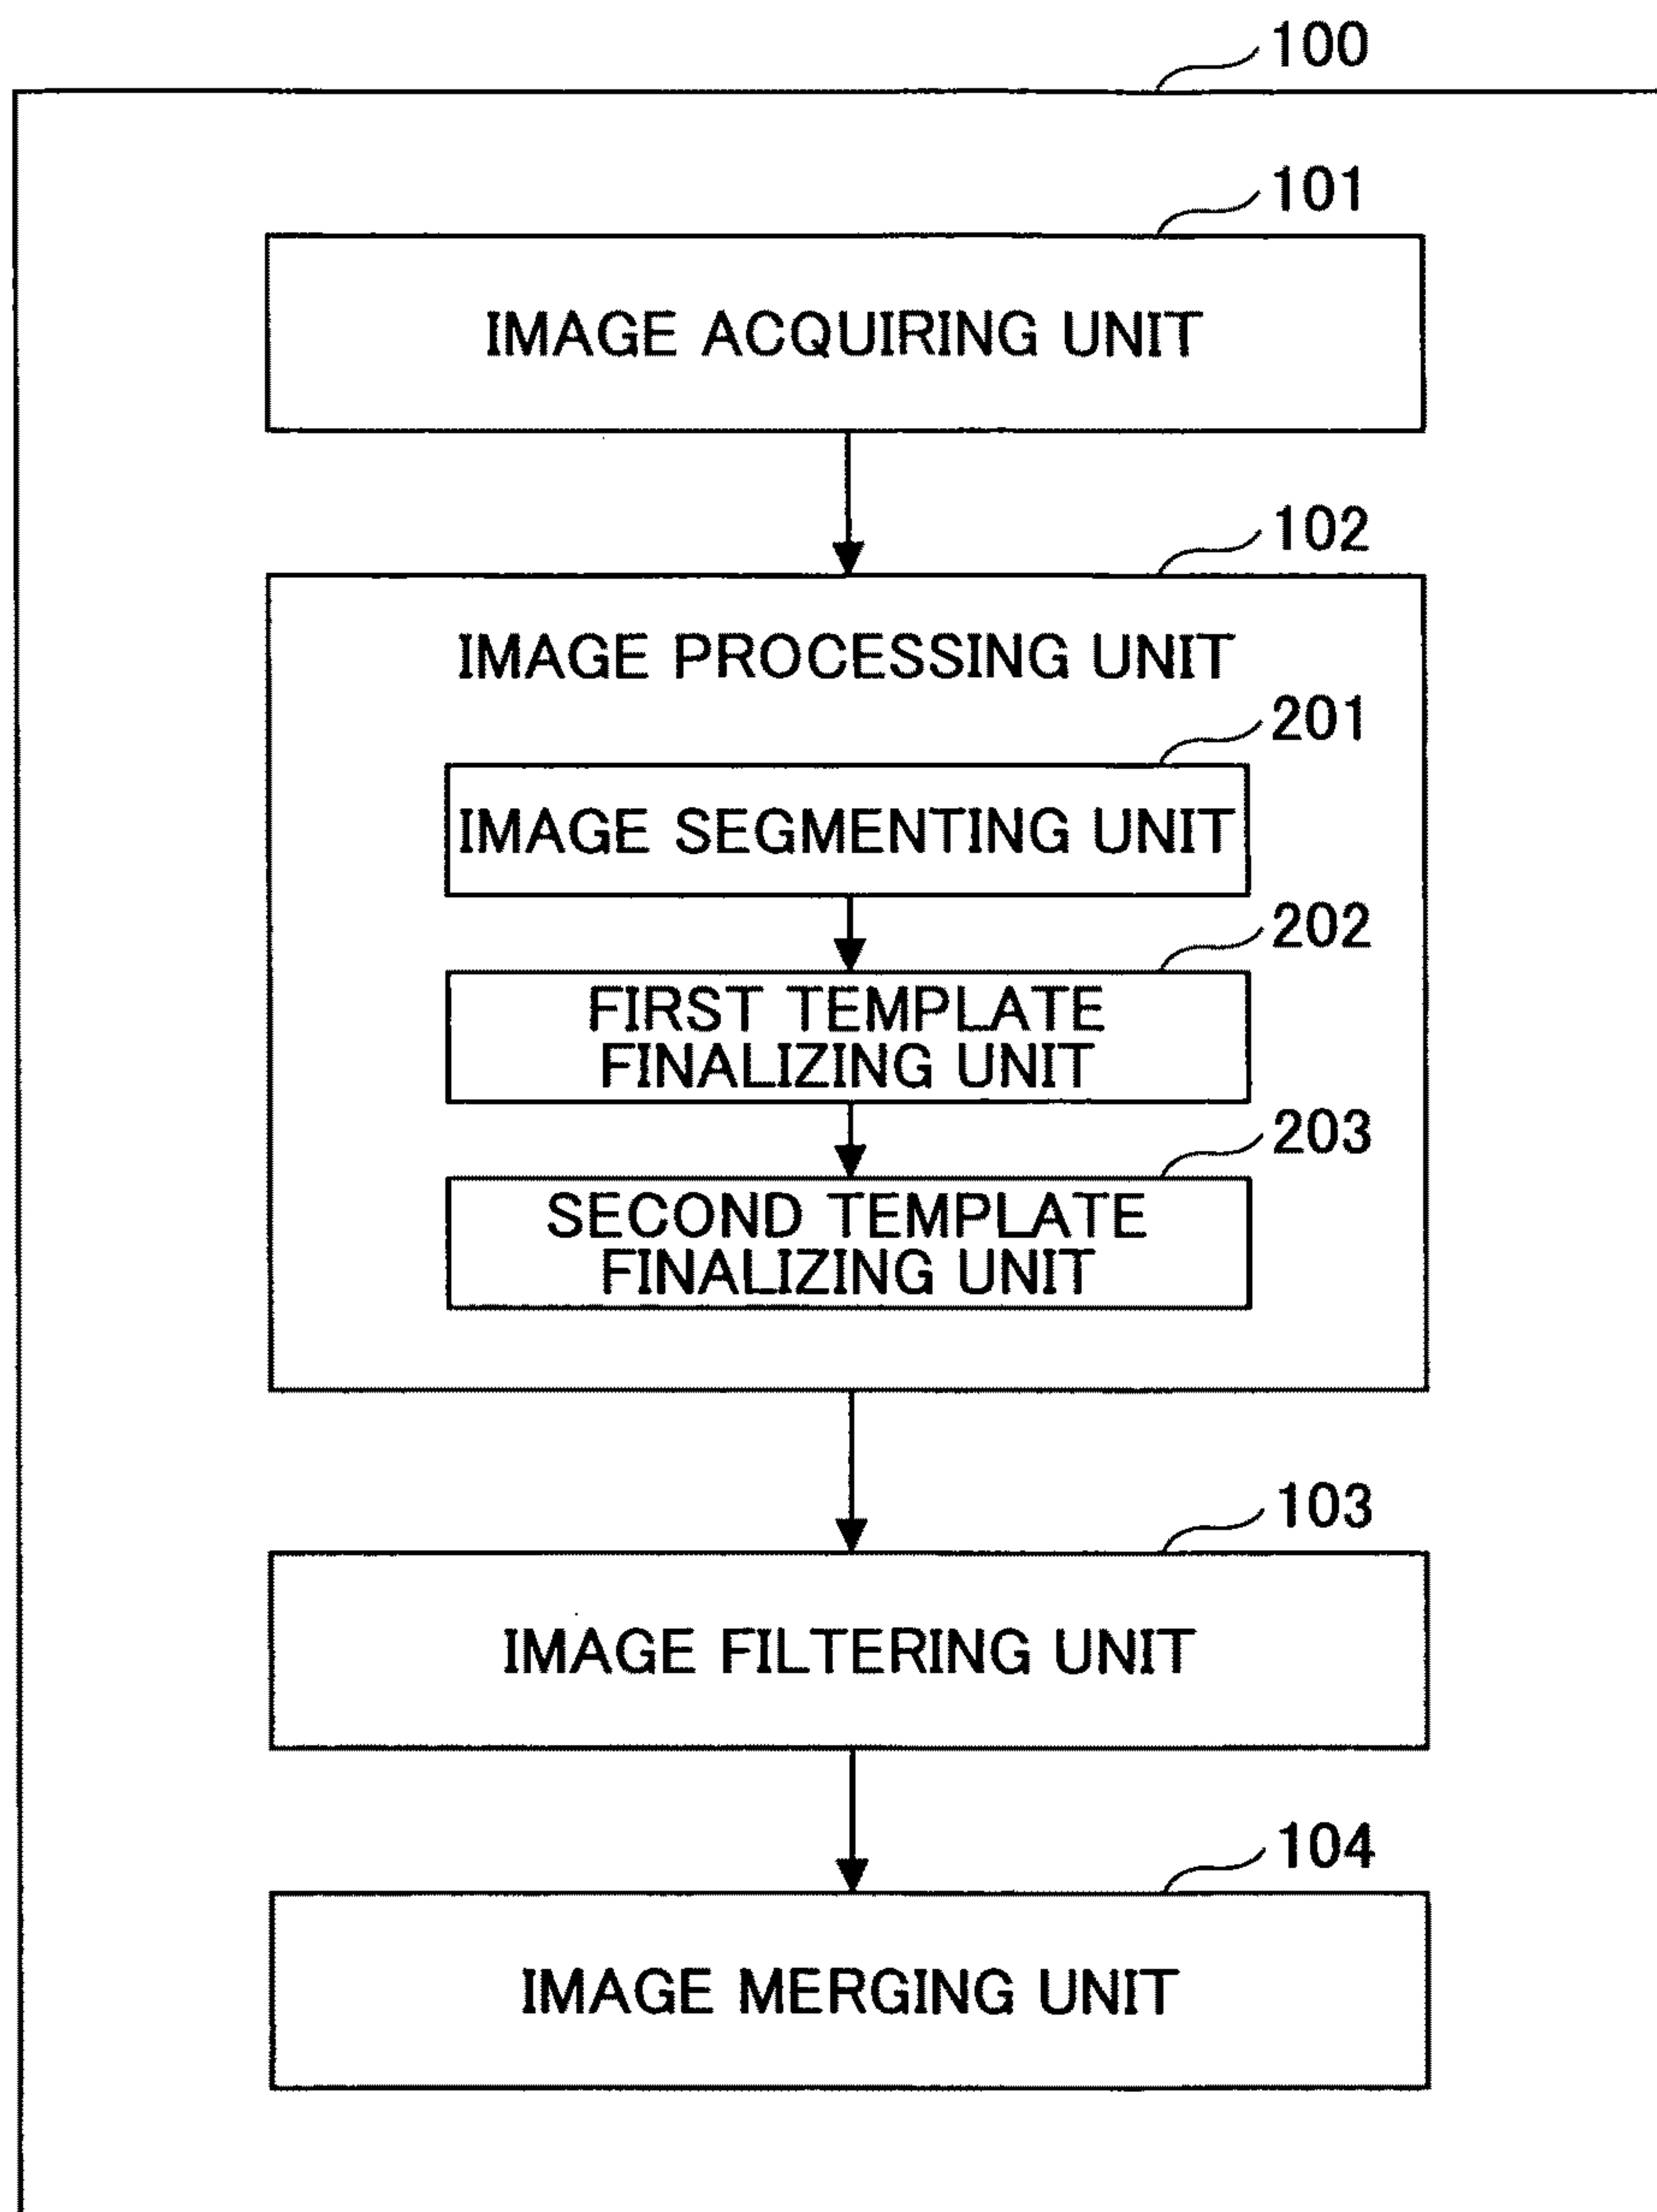 100
101
IMAGE ACQUIRING UNIT
102
IMAGE PROCESSING UNIT
201
IMAGE SEGMENTING UNIT
202
FIRST TEMPLATE
FINALIZING UNIT
203
SECOND TEMPLATE
FINALIZING UNIT
103
IMAGE FILTERING UNIT
104
IMAGE MERGING UNIT